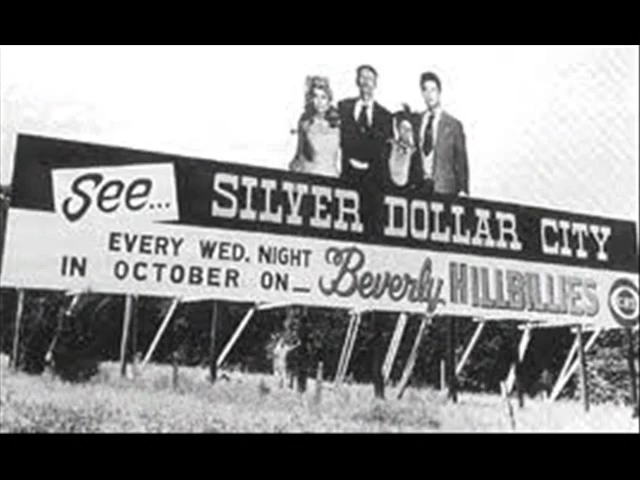 See...
SILVER DOLLAR CITY
EVERY WED. NIGHT
IN OCTOBER ON—
Beverly HILLBILLIES
CBS